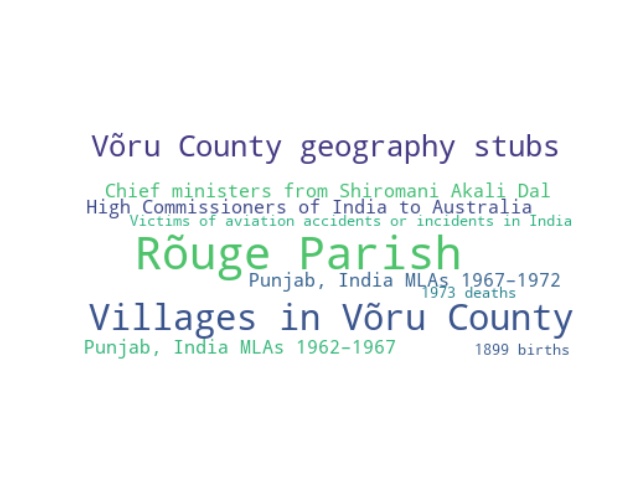 Võru County geography stubs
Chief ministers from Shiromani Akali Dal
High Commissioners of India to Australia
Victims of aviation accidents or incidents in India
Rõuge Parish
Punjab, India MLAs 1967–1972
1973 deaths
Villages in Võru County
Punjab, India MLAs 1962–1967
1899 births